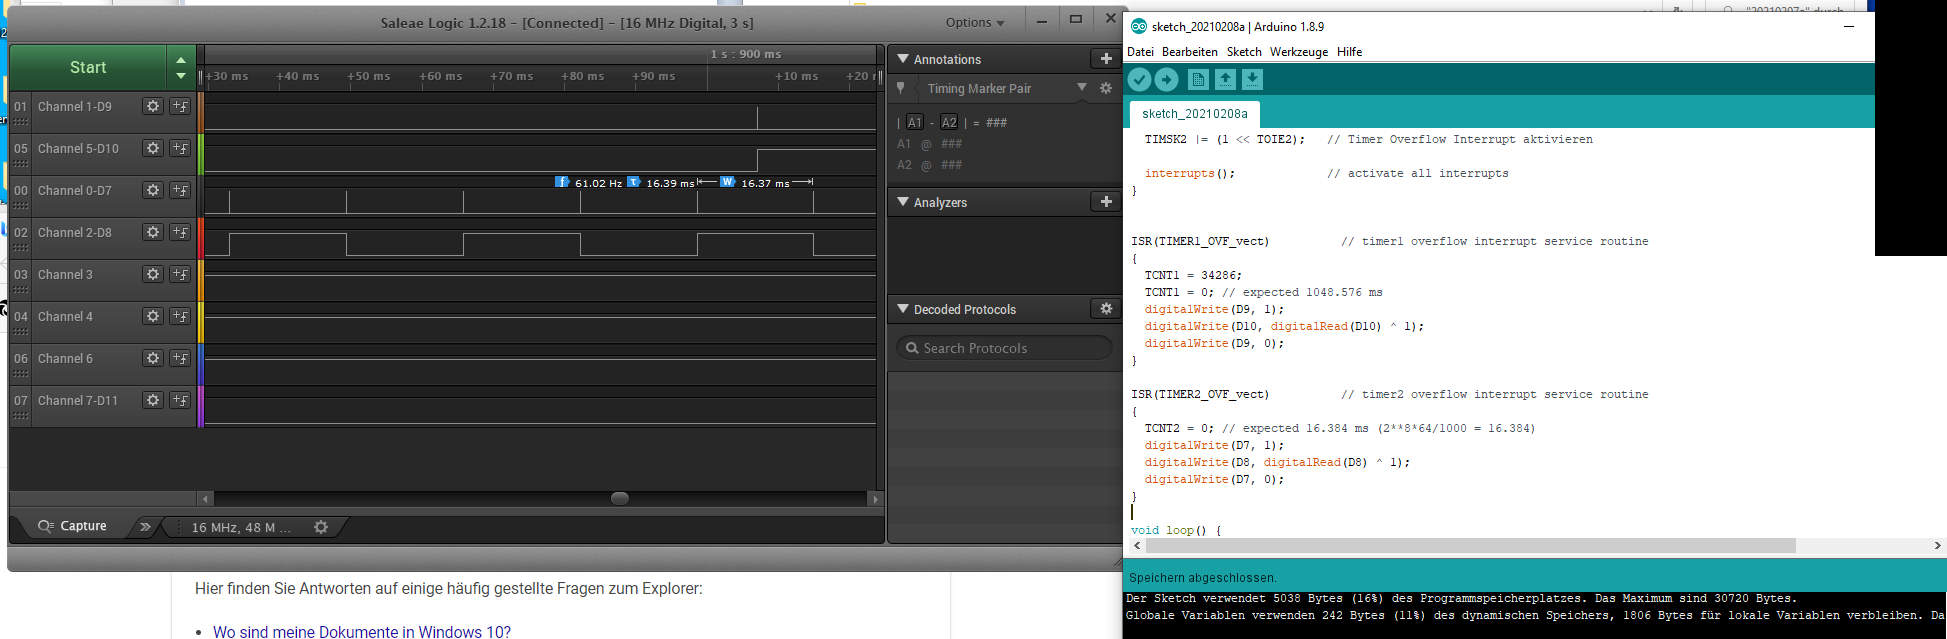 Saleae Logic 1.2.18 - [Connected] - [16 MHz Digital, 3 s]
Options
Start
1 s : 900 ms
+30 ms +40 ms +50 ms +60 ms +70 ms +80 ms +90 ms +10 ms +20
01 Channel 1-D9
05 Channel 5-D10
00 Channel 0-D7
f 61.02 Hz T 16.39 ms W 16.37 ms
02 Channel 2-D8
03 Channel 3
04 Channel 4
06 Channel 6
07 Channel 7-D11
Capture
16 MHz, 48 M ...
Annotations
Timing Marker Pair
| A1 - A2 | = ###
A1 @ ###
A2 @ ###
Analyzers
Decoded Protocols
Search Protocols
Hier finden Sie Antworten auf einige häufig gestellte Fragen zum Explorer:
• Wo sind meine Dokumente in Windows 10?
sketch_20210208a | Arduino 1.8.9
Datei Bearbeiten Sketch Werkzeuge Hilfe
sketch_20210208a
TIMSK2 |= (1 << TOIE2); // Timer Overflow Interrupt aktivieren
interrupts(); // activate all interrupts
}
ISR(TIMER1_OVF_vect) // timer1 overflow interrupt service routine
{
TCNT1 = 34286;
TCNT1 = 0; // expected 1048.576 ms
digitalWrite(D9, 1);
digitalWrite(D10, digitalRead(D10) ^ 1);
digitalWrite(D9, 0);
}
ISR(TIMER2_OVF_vect) // timer2 overflow interrupt service routine
{
TCNT2 = 0; // expected 16.384 ms (2**8*64/1000 = 16.384)
digitalWrite(D7, 1);
digitalWrite(D8, digitalRead(D8) ^ 1);
digitalWrite(D7, 0);
}
void loop() {
Speichern abgeschlossen.
Der Sketch verwendet 5038 Bytes (16%) des Programmspeicherplatzes. Das Maximum sind 30720 Bytes.
Globale Variablen verwenden 242 Bytes (11%) des dynamischen Speichers, 1806 Bytes für lokale Variablen verbleiben. Da